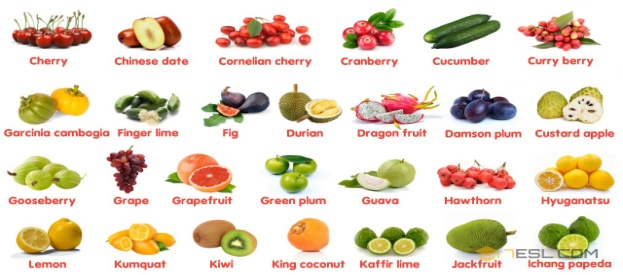 Cherry Chinese date Cornelian cherry Cranberry Cucumber Curry berry
Garcinia cambogia Finger lime Fig Durian Dragon fruit Damson plum Custard apple
Gooseberry Grape Grapefruit Green plum Guava Hawthorn Hyuganatsu
Lemon Kumquat Kiwi King coconut Kaffir lime Jackfruit Ichang papeda
ESL.COM